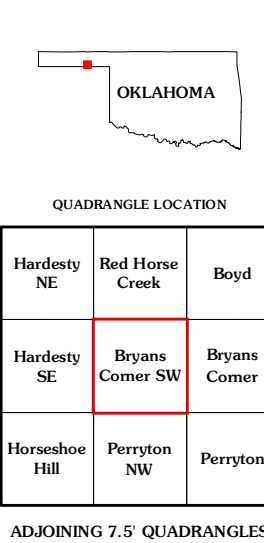 OKLAHOMA
QUADRANGLE LOCATION
Hardesty
NE
Red Horse
Creek
Boyd
Hardesty
SE
Bryans
Corner SW
Bryans
Corner
Horseshoe
Hill
Perryton
NW
Perryton
ADJOINING 7.5' QUADRANGLES